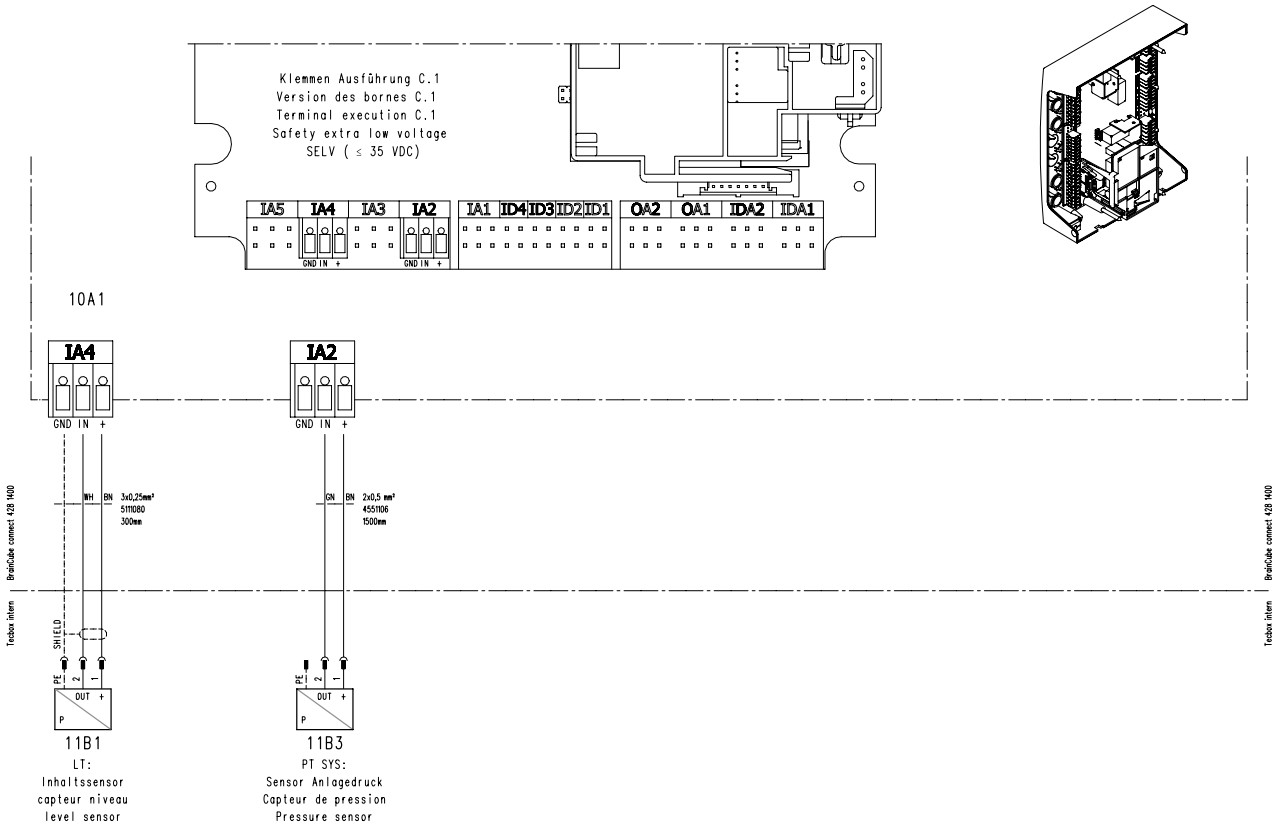 Klemmen Ausführung C.1
Version des bornes C.1
Terminal execution C.1
Safety extra low voltage
SELV ( ≤ 35 VDC)
IA5 IA4 IA3 IA2 IA1 ID4 ID3 ID2 ID1 OA2 OA1 IDA2 IDA1
GND IN + GND IN +
10A1
IA4 IA2
GND IN + GND IN +
WH BN 3x0,25mm²
5111080
300mm
GN BN 2x0,5 mm²
4551106
1500mm
BrainCube connect 428 1400
Tecbox intern
BrainCube connect 428 1400
Tecbox intern
SHIELD
PE 2 1
OUT +
P
11B1
LT:
Inhaltssensor
capteur niveau
level sensor
PE 2 1
OUT +
P
11B3
PT SYS:
Sensor Anlagedruck
Capteur de pression
Pressure sensor